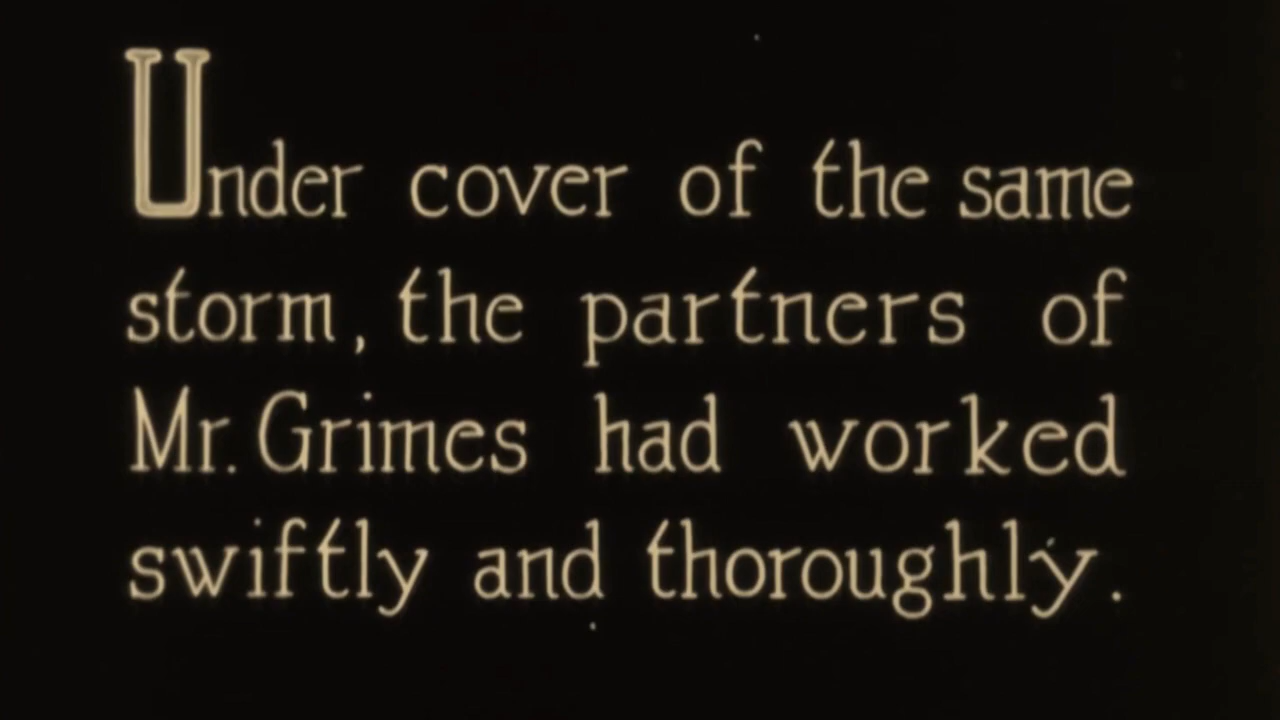 Under cover of the same
storm, the partners of
Mr. Grimes had worked
swiftly and thoroughly.